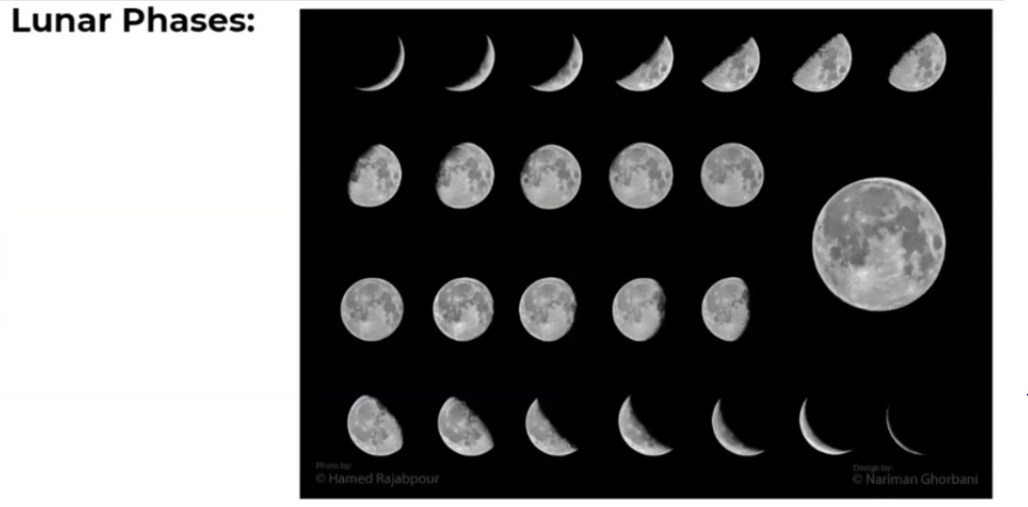 Lunar Phases:
Photo by:
© Hamed Rajabpour
Design by:
© Nariman Ghorbani